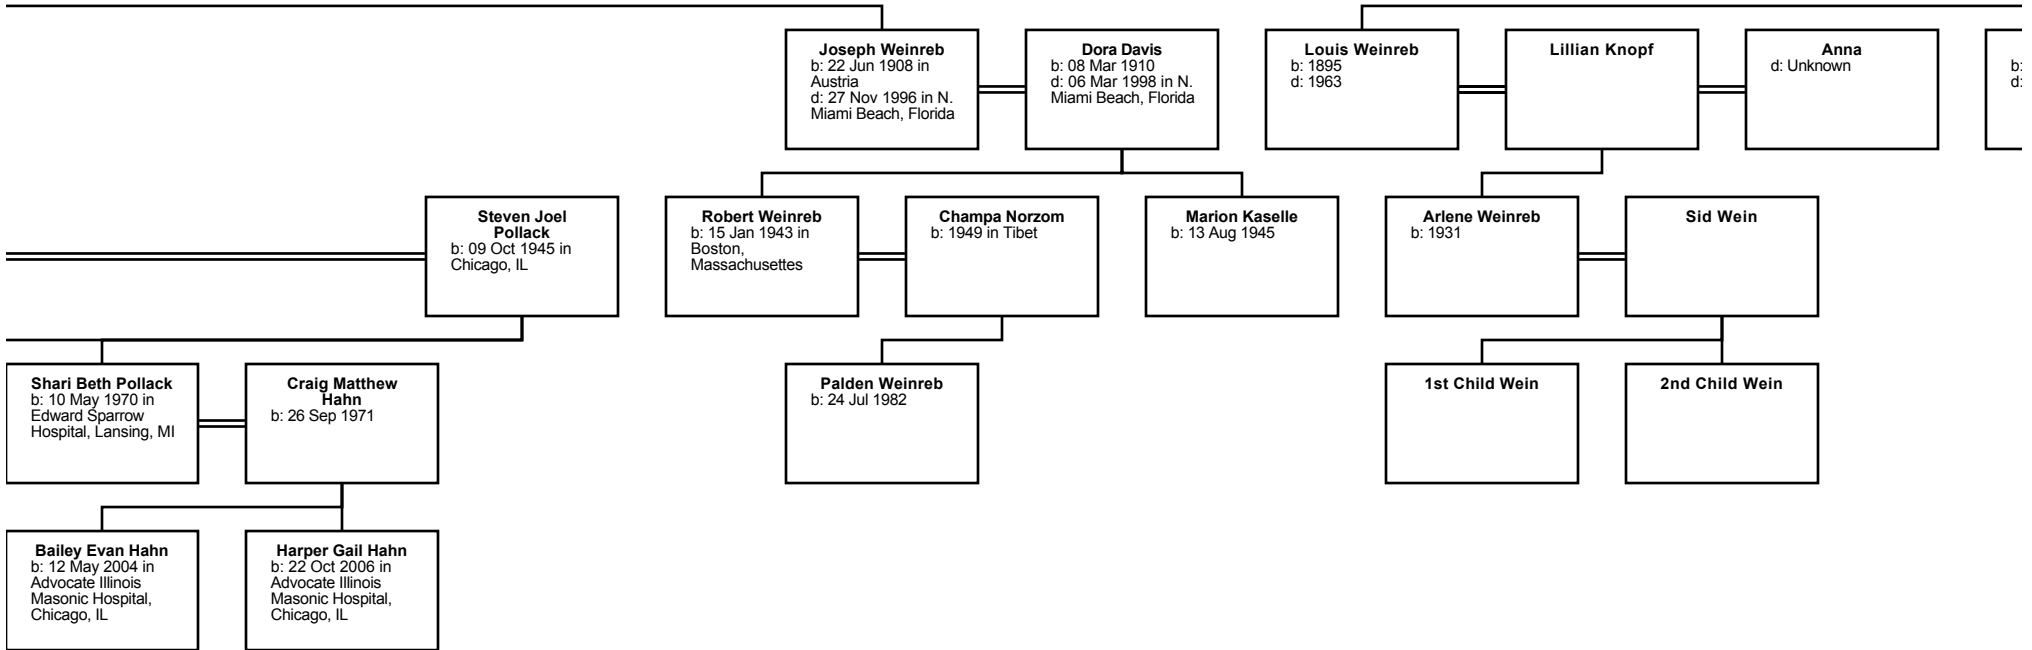 Joseph Weinreb
b: 22 Jun 1908 in
Austria
d: 27 Nov 1996 in N.
Miami Beach, Florida
Dora Davis
b: 08 Mar 1910
d: 06 Mar 1998 in N.
Miami Beach, Florida
Louis Weinreb
b: 1895
d: 1963
Lillian Knopf
Anna
d: Unknown
b:
d:
Steven Joel
Pollack
b: 09 Oct 1945 in
Chicago, IL
Robert Weinreb
b: 15 Jan 1943 in
Boston,
Massachusettes
Champa Norzom
b: 1949 in Tibet
Marion Kaselle
b: 13 Aug 1945
Arlene Weinreb
b: 1931
Sid Wein
Shari Beth Pollack
b: 10 May 1970 in
Edward Sparrow
Hospital, Lansing, MI
Craig Matthew
Hahn
b: 26 Sep 1971
Palden Weinreb
b: 24 Jul 1982
1st Child Wein
2nd Child Wein
Bailey Evan Hahn
b: 12 May 2004 in
Advocate Illinois
Masonic Hospital,
Chicago, IL
Harper Gail Hahn
b: 22 Oct 2006 in
Advocate Illinois
Masonic Hospital,
Chicago, IL